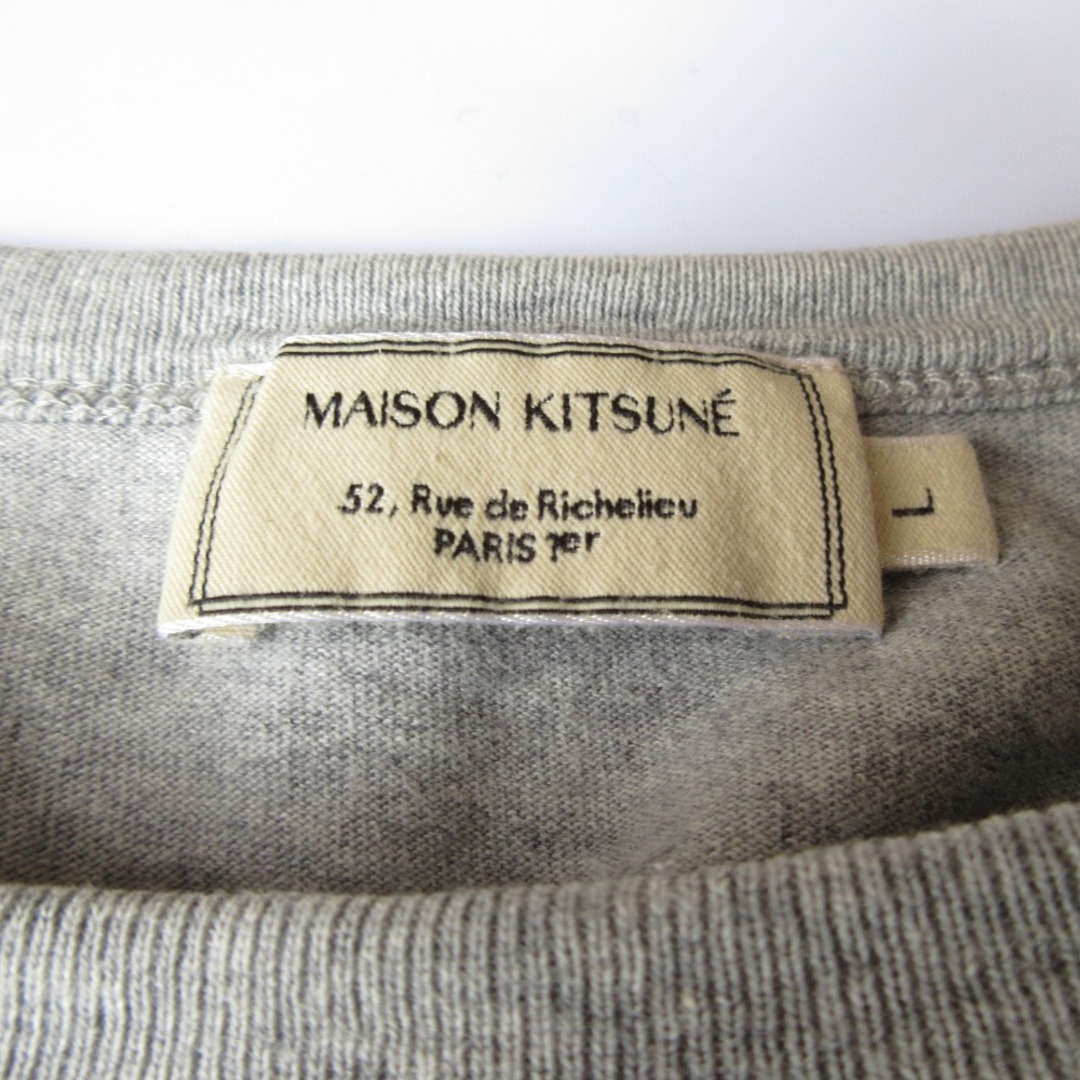 MAISON KITSUNÉ
52, Rue de Richelieu
PARIS 1er
L